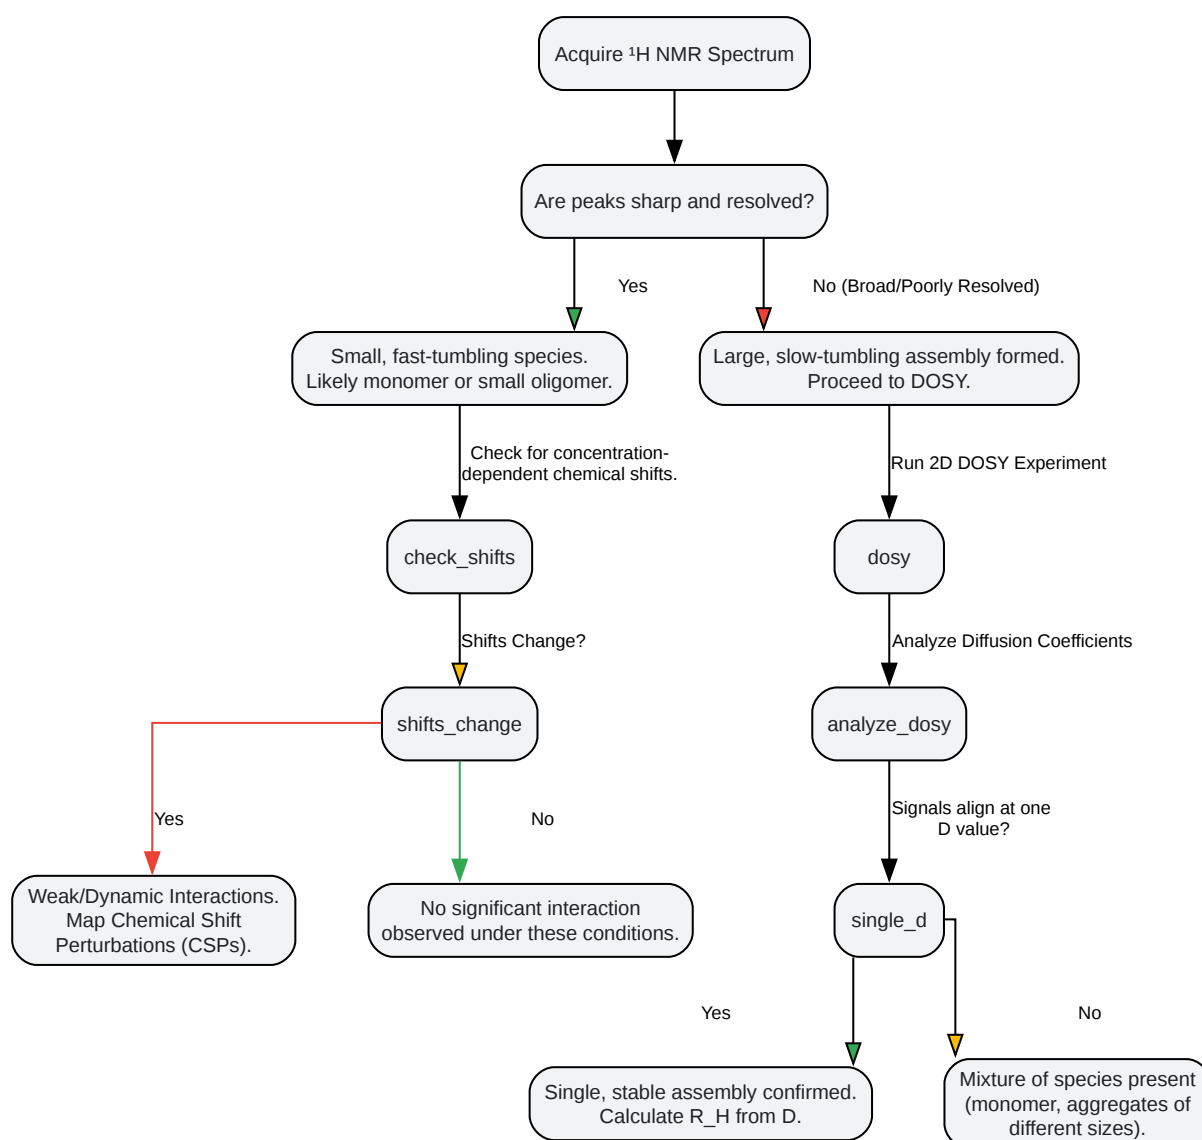 Acquire ¹H NMR Spectrum
Are peaks sharp and resolved?
Yes
No (Broad/Poorly Resolved)
Small, fast-tumbling species.
Likely monomer or small oligomer.
Large, slow-tumbling assembly formed.
Proceed to DOSY.
Check for concentration-
dependent chemical shifts.
Run 2D DOSY Experiment
check_shifts
dosy
Shifts Change?
Analyze Diffusion Coefficients
shifts_change
analyze_dosy
Yes
No
Signals align at one
D value?
Weak/Dynamic Interactions.
Map Chemical Shift
Perturbations (CSPs).
No significant interaction
observed under these conditions.
single_d
Yes
No
Single, stable assembly confirmed.
Calculate R_H from D.
Mixture of species present
(monomer, aggregates of
different sizes).